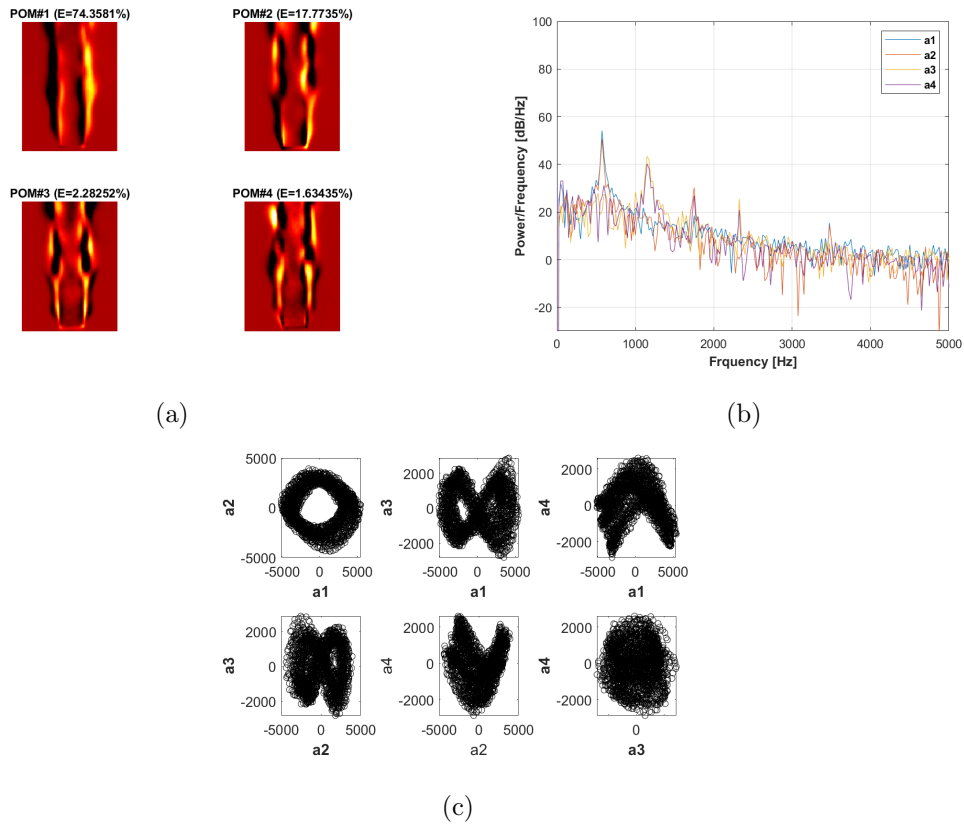 POM#1 (E=74.3581%)
POM#2 (E=17.7735%)
POM#3 (E=2.28252%)
POM#4 (E=1.63435%)
(a)
100
80
60
40
20
0
-20
Power/Frequency [dB/Hz]
0 1000 2000 3000 4000 5000
Frquency [Hz]
a1
a2
a3
a4
(b)
5000
0
-5000
a2
-5000 0 5000
a1
2000
0
-2000
a3
-5000 0 5000
a1
2000
0
-2000
a4
-5000 0 5000
a1
2000
0
-2000
a3
-5000 0 5000
a2
2000
0
-2000
a4
-5000 0 5000
a2
2000
0
-2000
a4
0
a3
(c)